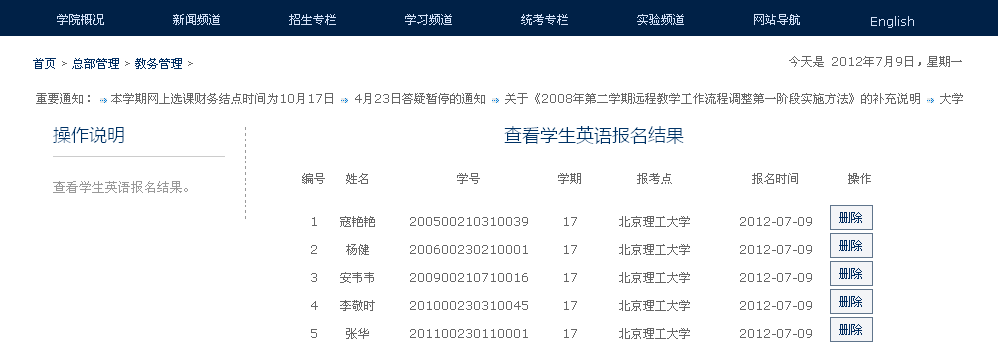 学院概况 新闻频道 招生专栏 学习频道 统考专栏 实验频道 网站导航 English
首页 > 总部管理 > 教务管理 > 今天是 2012年7月9日，星期一
重要通知： 本学期网上选课财务结点时间为10月17日 4月23日答疑暂停的通知 关于《2008年第二学期远程教学工作流程调整第一阶段实施方法》的补充说明 大学
操作说明
查看学生英语报名结果。
查看学生英语报名结果
编号 姓名 学号 学期 报考点 报名时间 操作
1 寇艳艳 200500210310039 17 北京理工大学 2012-07-09 删除
2 杨健 200600230210001 17 北京理工大学 2012-07-09 删除
3 安韦韦 200900210710016 17 北京理工大学 2012-07-09 删除
4 李敬时 201000230310045 17 北京理工大学 2012-07-09 删除
5 张华 201100230110001 17 北京理工大学 2012-07-09 删除